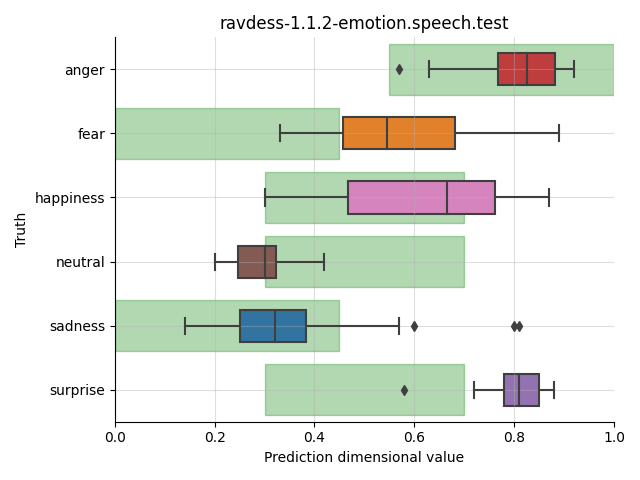 ravdess-1.1.2-emotion.speech.test
Truth
anger
fear
happiness
neutral
sadness
surprise
0.0 0.2 0.4 0.6 0.8 1.0
Prediction dimensional value